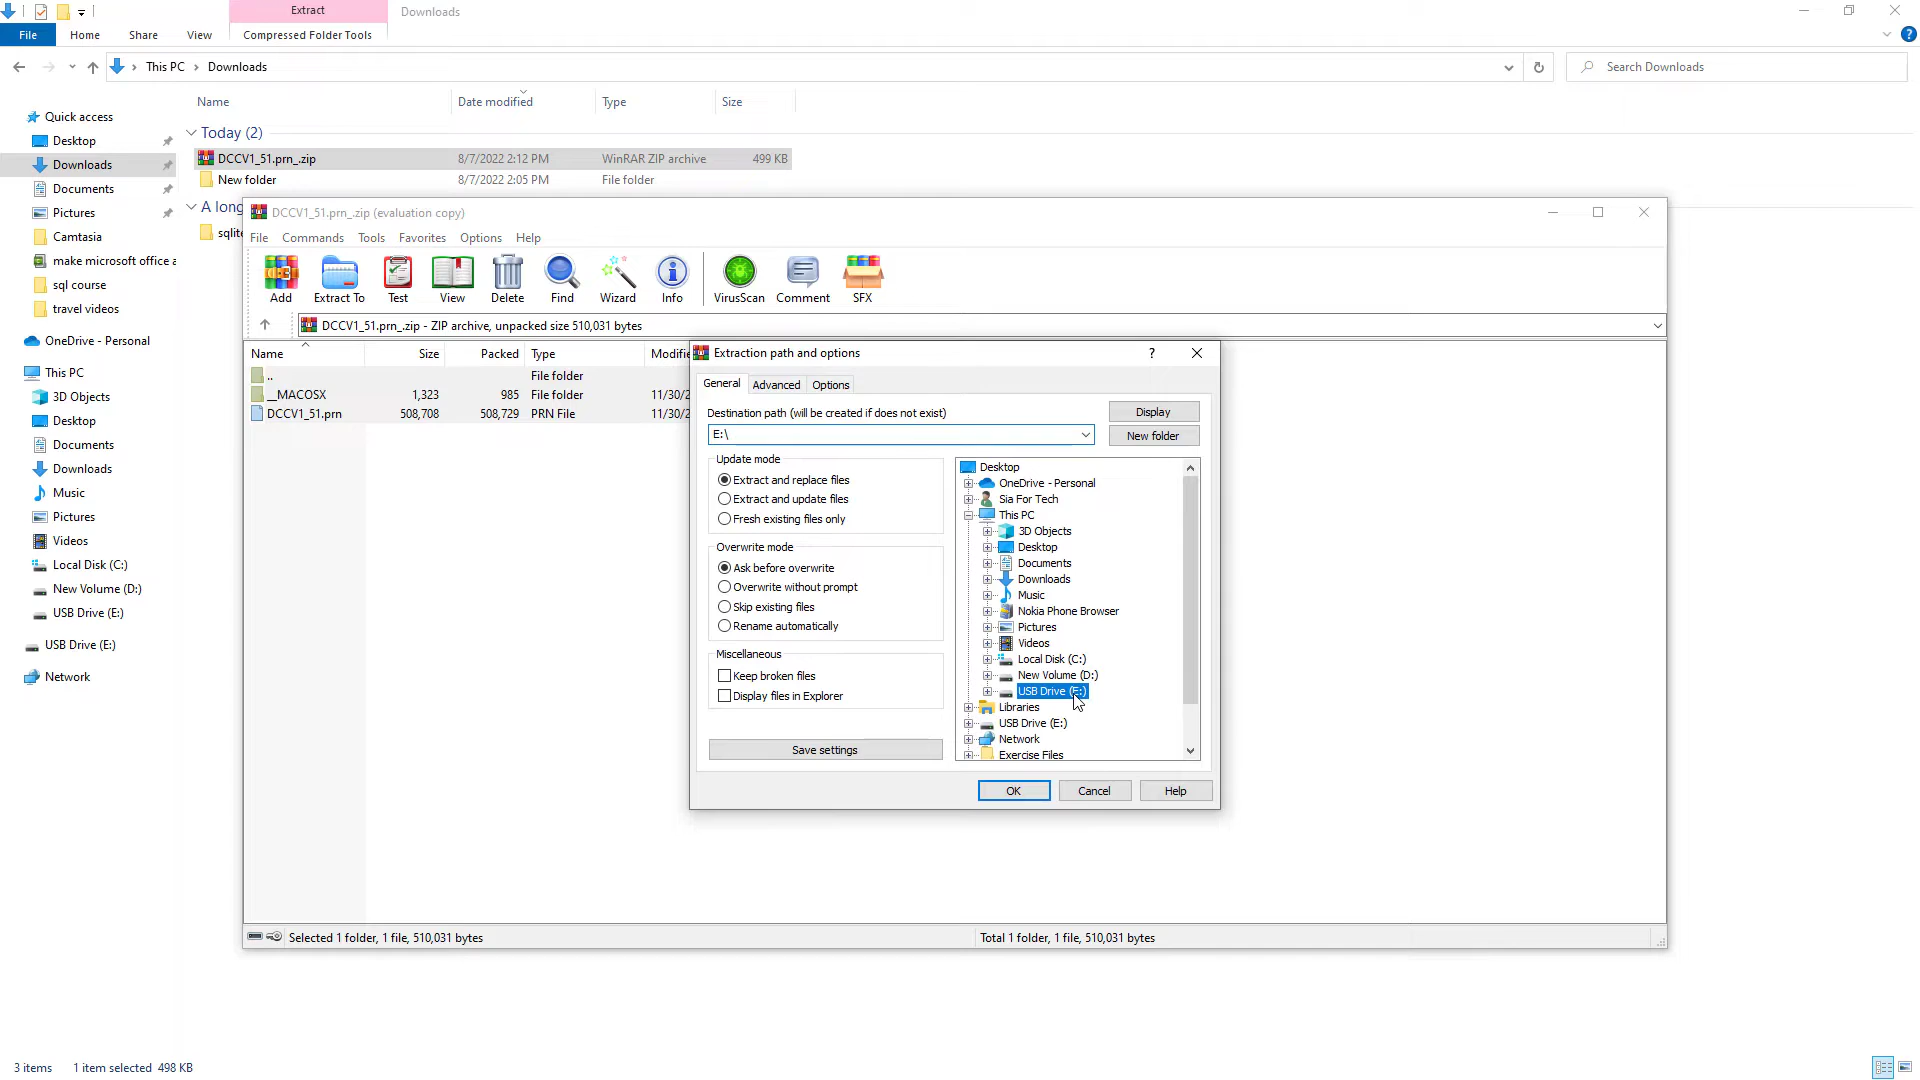 Extract
Downloads
File
Home
Share
View
Compressed Folder Tools
This PC
Downloads
Search Downloads
Name
Date modified
Type
Size
Quick access
Desktop
Downloads
Documents
Pictures
Camtasia
make microsoft office a
sql course
travel videos
OneDrive - Personal
This PC
3D Objects
Desktop
Documents
Downloads
Music
Pictures
Videos
Local Disk (C:)
New Volume (D:)
USB Drive (E:)
USB Drive (E:)
Network
Today (2)
DCCV1_51.prn_.zip 8/7/2022 2:12 PM WinRAR ZIP archive 499 KB
New folder 8/7/2022 2:05 PM File folder
A long
sqlite
DCCV1_51.prn_.zip (evaluation copy)
File Commands Tools Favorites Options Help
Add Extract To Test View Delete Find Wizard Info VirusScan Comment SFX
DCCV1_51.prn_.zip - ZIP archive, unpacked size 510,031 bytes
Name Size Packed Type Modifie
.. File folder
__MACOSX 1,323 985 File folder 11/30/2
DCCV1_51.prn 508,708 508,729 PRN File 11/30/2
Extraction path and options
?
General Advanced Options
Destination path (will be created if does not exist)
E:\
Display
New folder
Update mode
Extract and replace files
Extract and update files
Fresh existing files only
Overwrite mode
Ask before overwrite
Overwrite without prompt
Skip existing files
Rename automatically
Miscellaneous
Keep broken files
Display files in Explorer
Save settings
Desktop
OneDrive - Personal
Sia For Tech
This PC
3D Objects
Desktop
Documents
Downloads
Music
Nokia Phone Browser
Pictures
Videos
Local Disk (C:)
New Volume (D:)
USB Drive (E:)
Libraries
USB Drive (E:)
Network
Exercise Files
OK Cancel Help
Selected 1 folder, 1 file, 510,031 bytes
Total 1 folder, 1 file, 510,031 bytes
3 items 1 item selected 498 KB